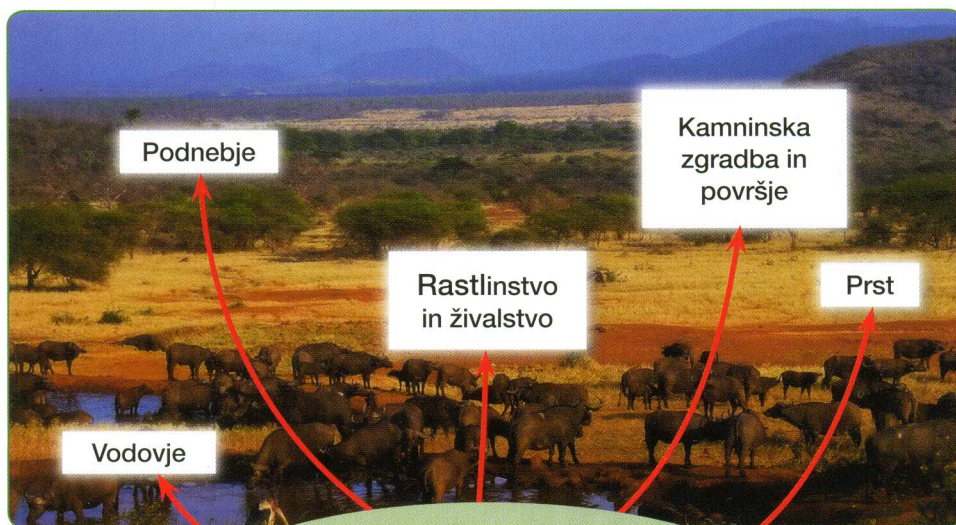 Podnebje
Kamninska
zgradba in
površje
Rastlinstvo
in živalstvo
Prst
Vodovje